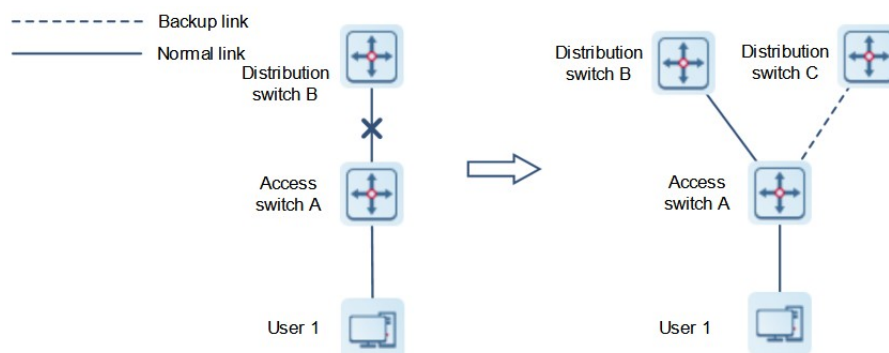 Backup link
Normal link
Distribution
switch B
Access
switch A
User 1
Distribution
switch B
Distribution
switch C
Access
switch A
User 1